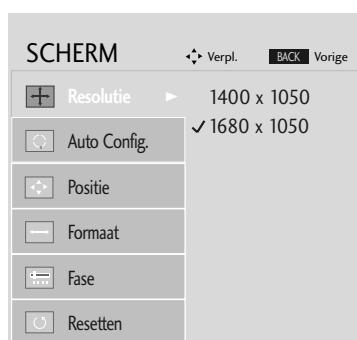 SCHERM Verpl. BACK Vorige
Resolutie 1400 x 1050
Auto Config. ✓ 1680 x 1050
Positie
Formaat
Fase
Resetten